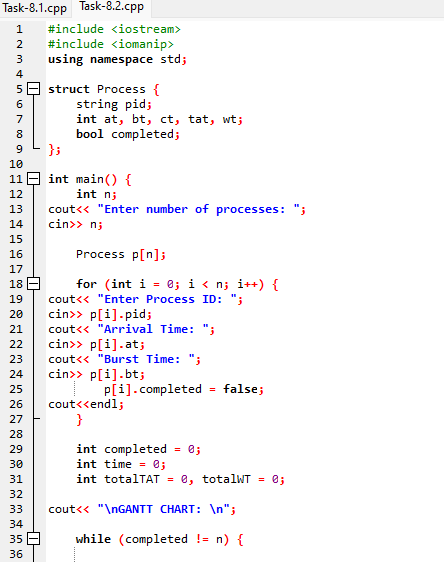 Task-8.1.cpp Task-8.2.cpp
1 #include <iostream>
2 #include <iomanip>
3 using namespace std;
4
5 struct Process {
6 string pid;
7 int at, bt, ct, tat, wt;
8 bool completed;
9 };
10
11 int main() {
12 int n;
13 cout<< "Enter number of processes: ";
14 cin>> n;
15
16 Process p[n];
17
18 for (int i = 0; i < n; i++) {
19 cout<< "Enter Process ID: ";
20 cin>> p[i].pid;
21 cout<< "Arrival Time: ";
22 cin>> p[i].at;
23 cout<< "Burst Time: ";
24 cin>> p[i].bt;
25 p[i].completed = false;
26 cout<<endl;
27 }
28
29 int completed = 0;
30 int time = 0;
31 int totalTAT = 0, totalWT = 0;
32
33 cout<< "\nGANTT CHART: \n";
34
35 while (completed != n) {
36